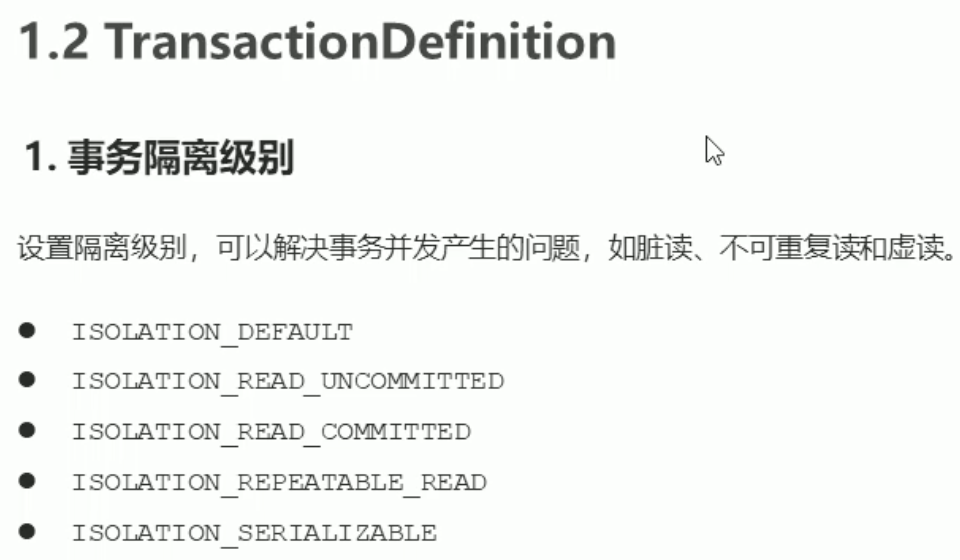 1.2 TransactionDefinition
1. 事务隔离级别
设置隔离级别，可以解决事务并发产生的问题，如脏读、不可重复读和虚读。
● ISOLATION_DEFAULT
● ISOLATION_READ_UNCOMMITTED
● ISOLATION_READ_COMMITTED
● ISOLATION_REPEATABLE_READ
● ISOLATION_SERIALIZABLE